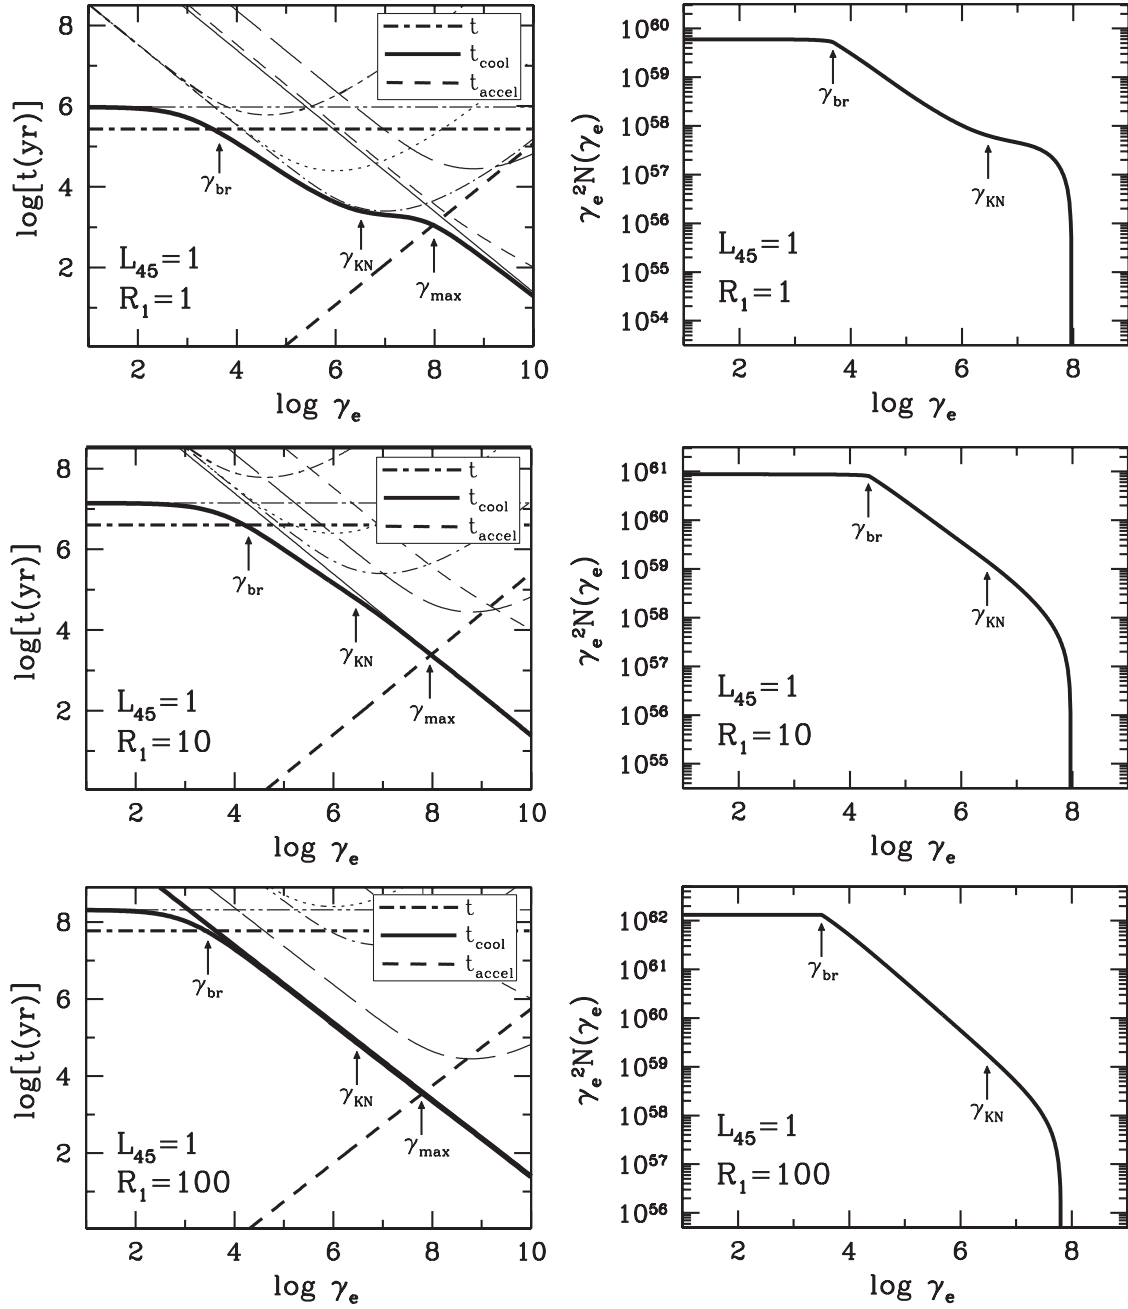 log[t(yr)]
8
6
4
2
t
t_cool
t_accel
γ_br
γ_KN
γ_max
L_45=1
R_1=1
2 4 6 8 10
log γ_e
γ_e^2N(γ_e)
10^60
10^59
10^58
10^57
10^56
10^55
10^54
γ_br
γ_KN
L_45=1
R_1=1
2 4 6 8
log γ_e
log[t(yr)]
8
6
4
2
t
t_cool
t_accel
γ_br
γ_KN
γ_max
L_45=1
R_1=10
2 4 6 8 10
log γ_e
γ_e^2N(γ_e)
10^61
10^60
10^59
10^58
10^57
10^56
10^55
γ_br
γ_KN
L_45=1
R_1=10
2 4 6 8
log γ_e
log[t(yr)]
8
6
4
2
t
t_cool
t_accel
γ_br
γ_KN
γ_max
L_45=1
R_1=100
2 4 6 8 10
log γ_e
γ_e^2N(γ_e)
10^62
10^61
10^60
10^59
10^58
10^57
10^56
γ_br
γ_KN
L_45=1
R_1=100
2 4 6 8
log γ_e